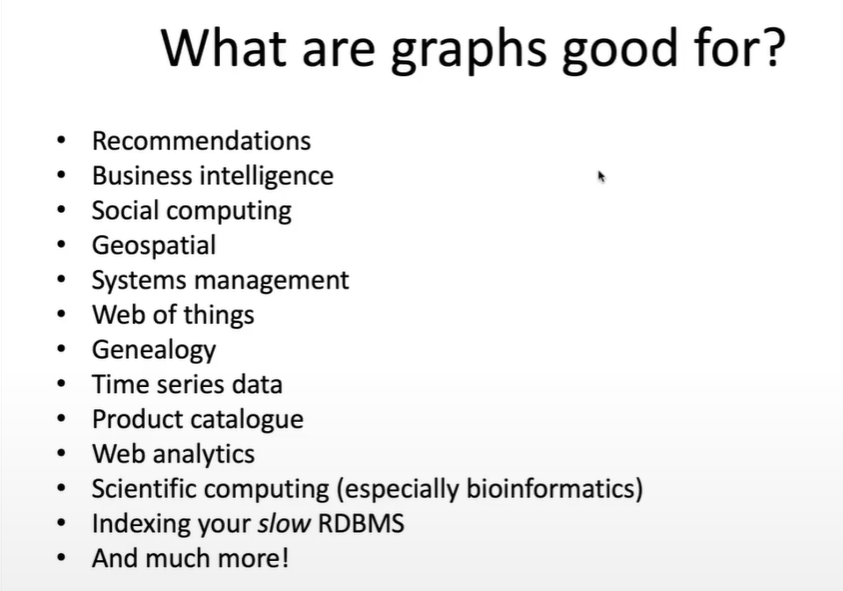 What are graphs good for?
• Recommendations
• Business intelligence
• Social computing
• Geospatial
• Systems management
• Web of things
• Genealogy
• Time series data
• Product catalogue
• Web analytics
• Scientific computing (especially bioinformatics)
• Indexing your slow RDBMS
• And much more!